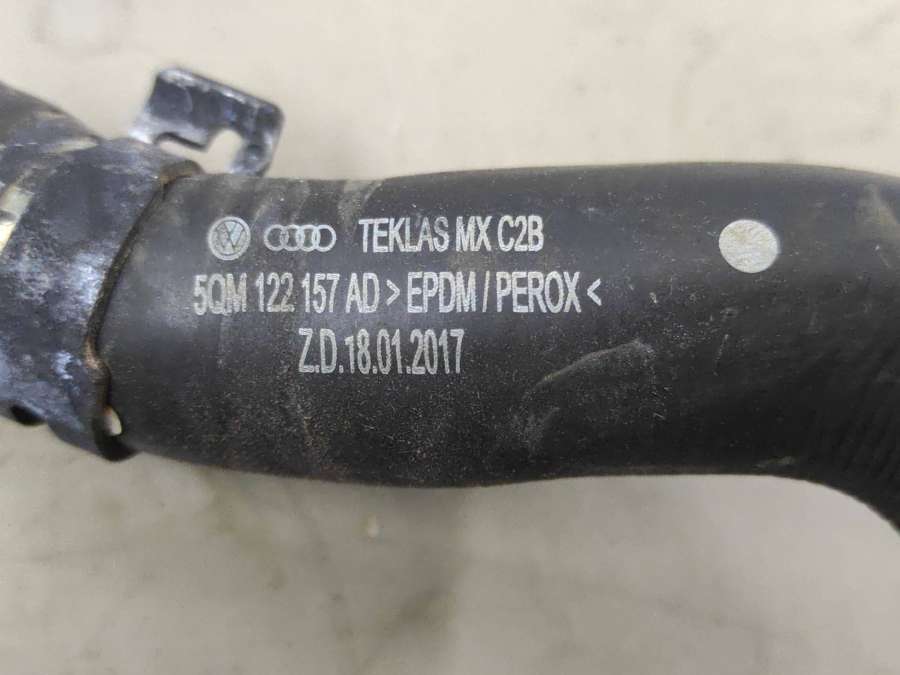 TEKLAS MX C2B
5QM 122 157 AD > EPDM / PEROX <
Z.D.18.01.2017